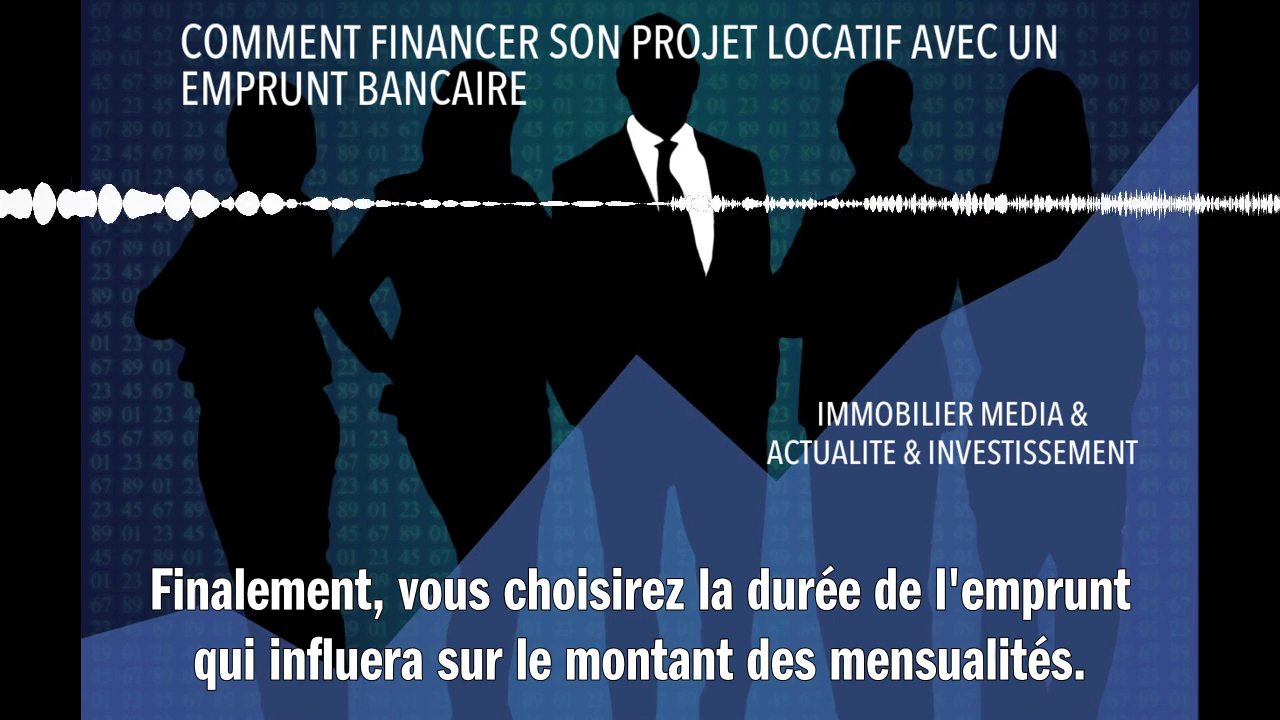 COMMENT FINANCER SON PROJET LOCATIF AVEC UN
EMPRUNT BANCAIRE
IMMOBILIER MEDIA &
ACTUALITE & INVESTISSEMENT
Finalement, vous choisirez la durée de l'emprunt
qui influera sur le montant des mensualités.